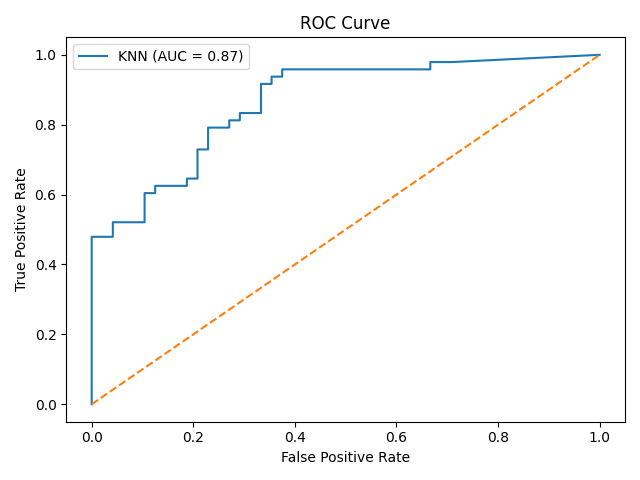 ROC Curve
KNN (AUC = 0.87)
True Positive Rate
1.0
0.8
0.6
0.4
0.2
0.0
0.0 0.2 0.4 0.6 0.8 1.0
False Positive Rate